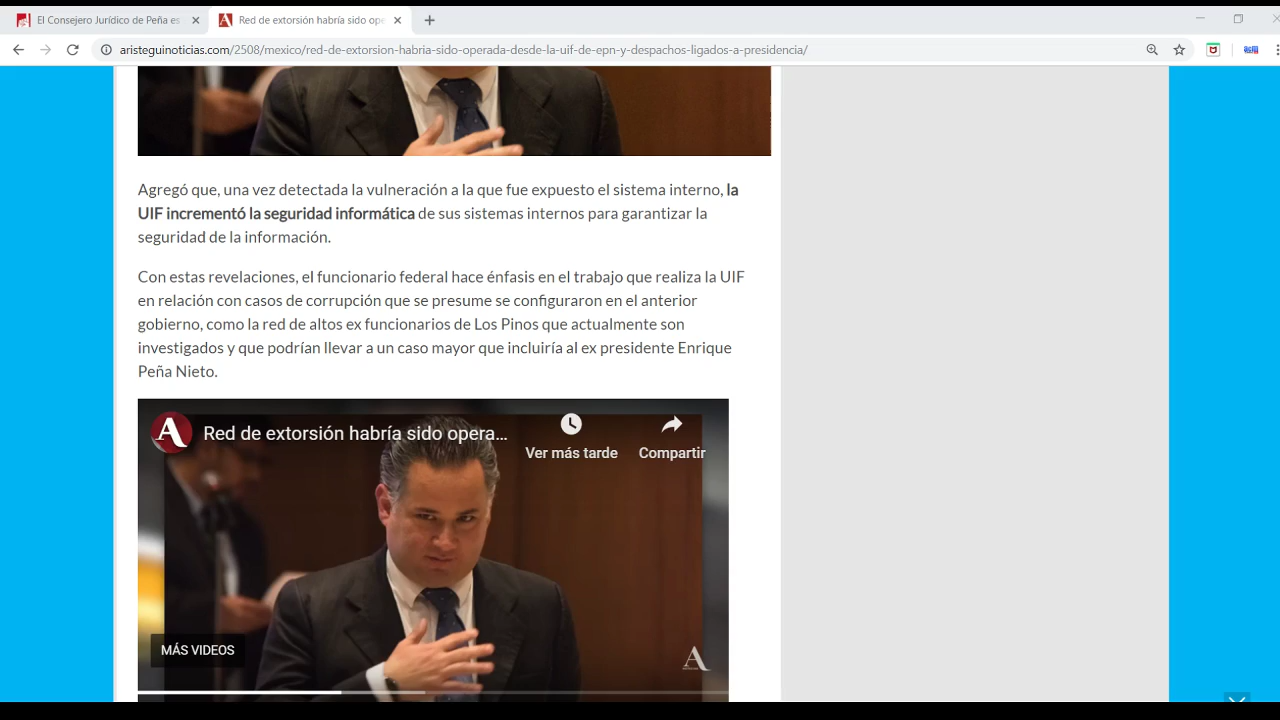 El Consejero Jurídico de Peña es
Red de extorsión habría sido ope
aristeguinoticias.com/2508/mexico/red-de-extorsion-habria-sido-operada-desde-la-uif-de-epn-y-despachos-ligados-a-presidencia/
Agregó que, una vez detectada la vulneración a la que fue expuesto el sistema interno, la
UIF incrementó la seguridad informática de sus sistemas internos para garantizar la
seguridad de la información.
Con estas revelaciones, el funcionario federal hace énfasis en el trabajo que realiza la UIF
en relación con casos de corrupción que se presume se configuraron en el anterior
gobierno, como la red de altos ex funcionarios de Los Pinos que actualmente son
investigados y que podrían llevar a un caso mayor que incluiría al ex presidente Enrique
Peña Nieto.
A Red de extorsión habría sido opera...
Ver más tarde
Compartir
MÁS VIDEOS
A